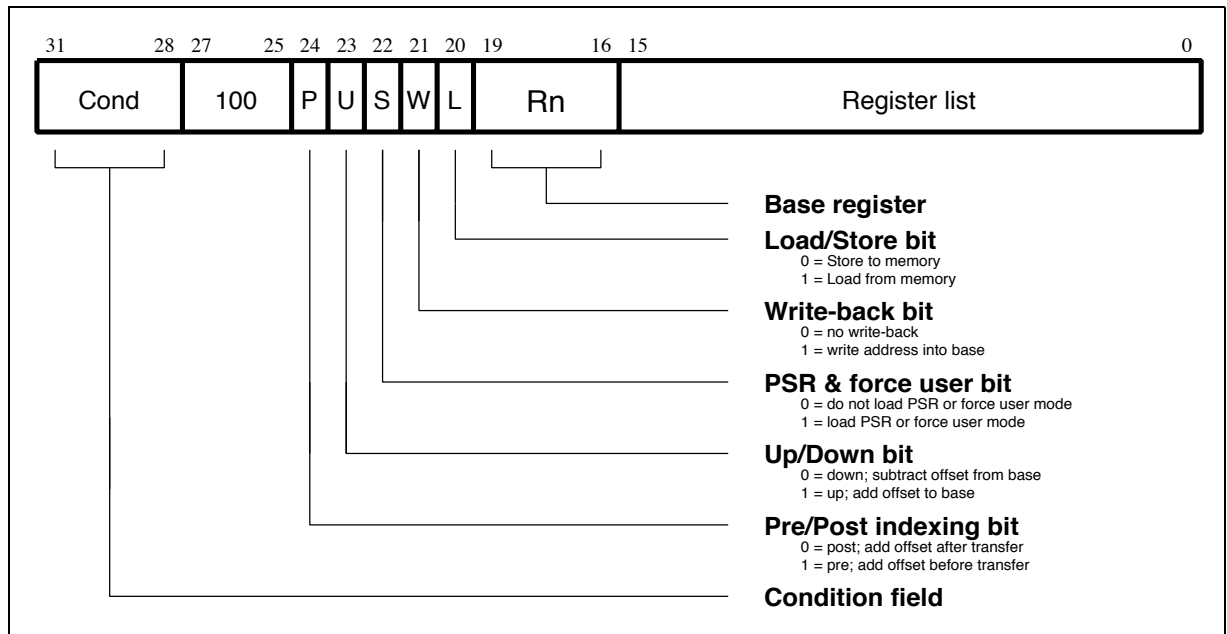 31 28 27 25 24 23 22 21 20 19 16 15 0
Cond 100 P U S W L Rn Register list
Base register
Load/Store bit
0 = Store to memory
1 = Load from memory
Write-back bit
0 = no write-back
1 = write address into base
PSR & force user bit
0 = do not load PSR or force user mode
1 = load PSR or force user mode
Up/Down bit
0 = down; subtract offset from base
1 = up; add offset to base
Pre/Post indexing bit
0 = post; add offset after transfer
1 = pre; add offset before transfer
Condition field